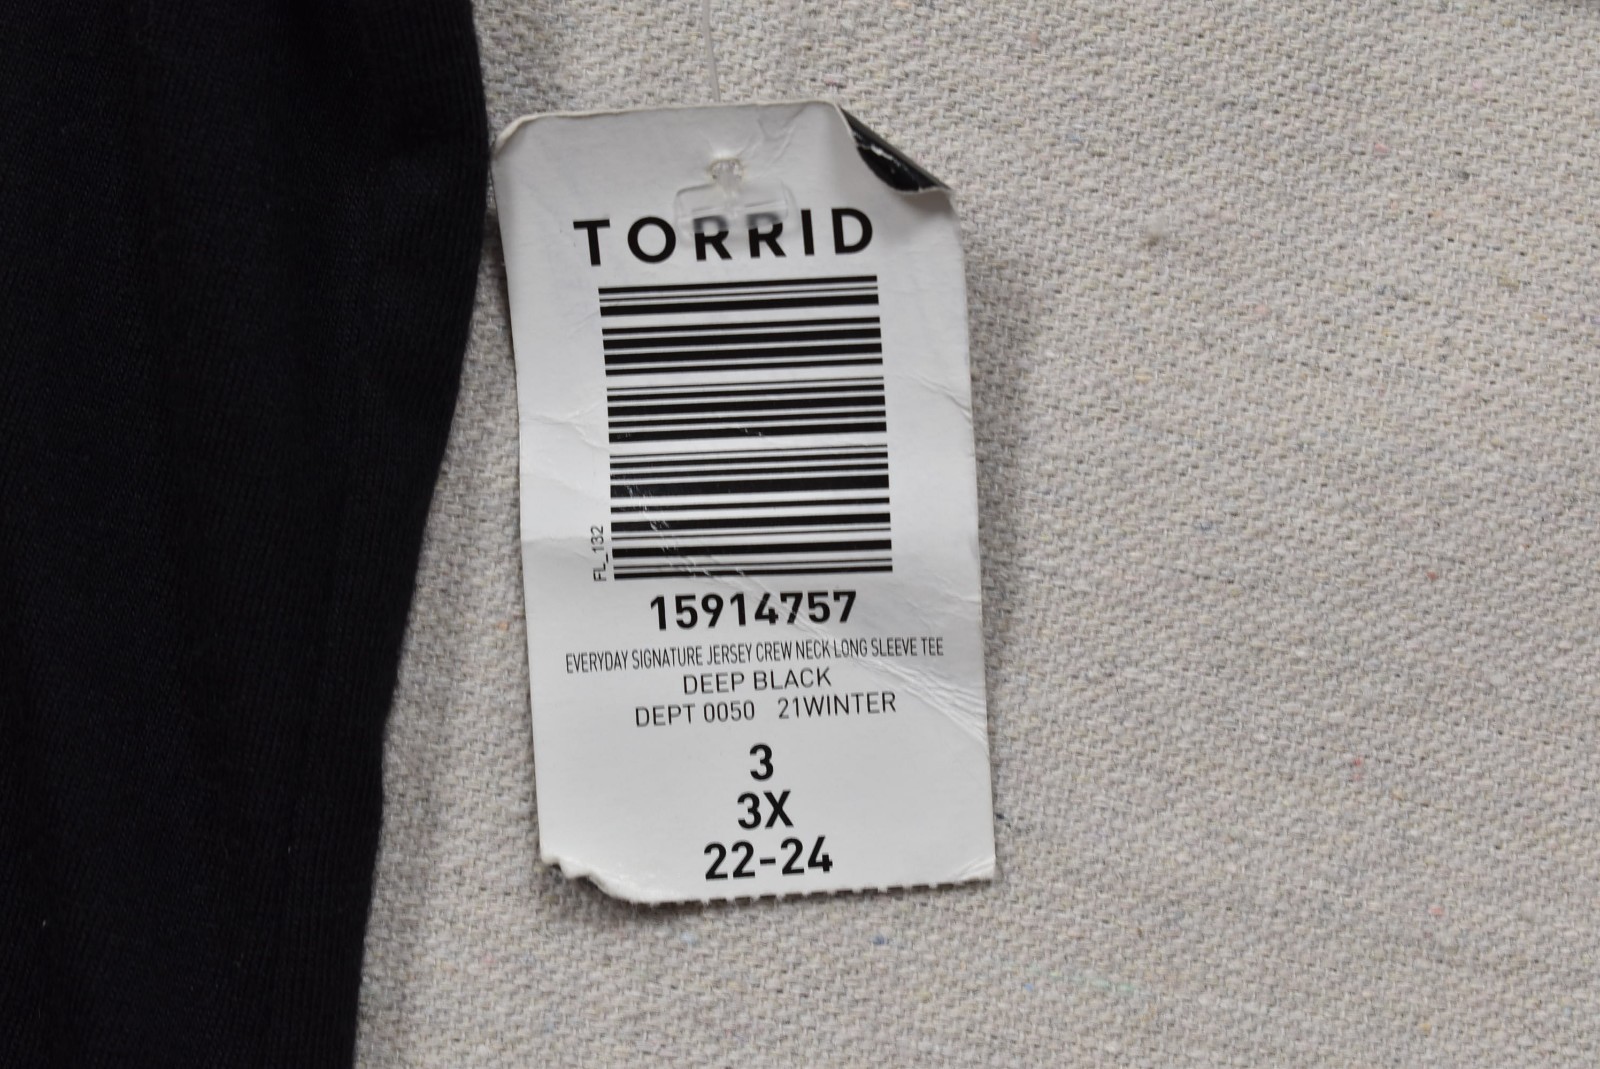 TORRID
FL_132
15914757
EVERYDAY SIGNATURE JERSEY CREW NECK LONG SLEEVE TEE
DEEP BLACK
DEPT 0050 21WINTER
3
3X
22-24